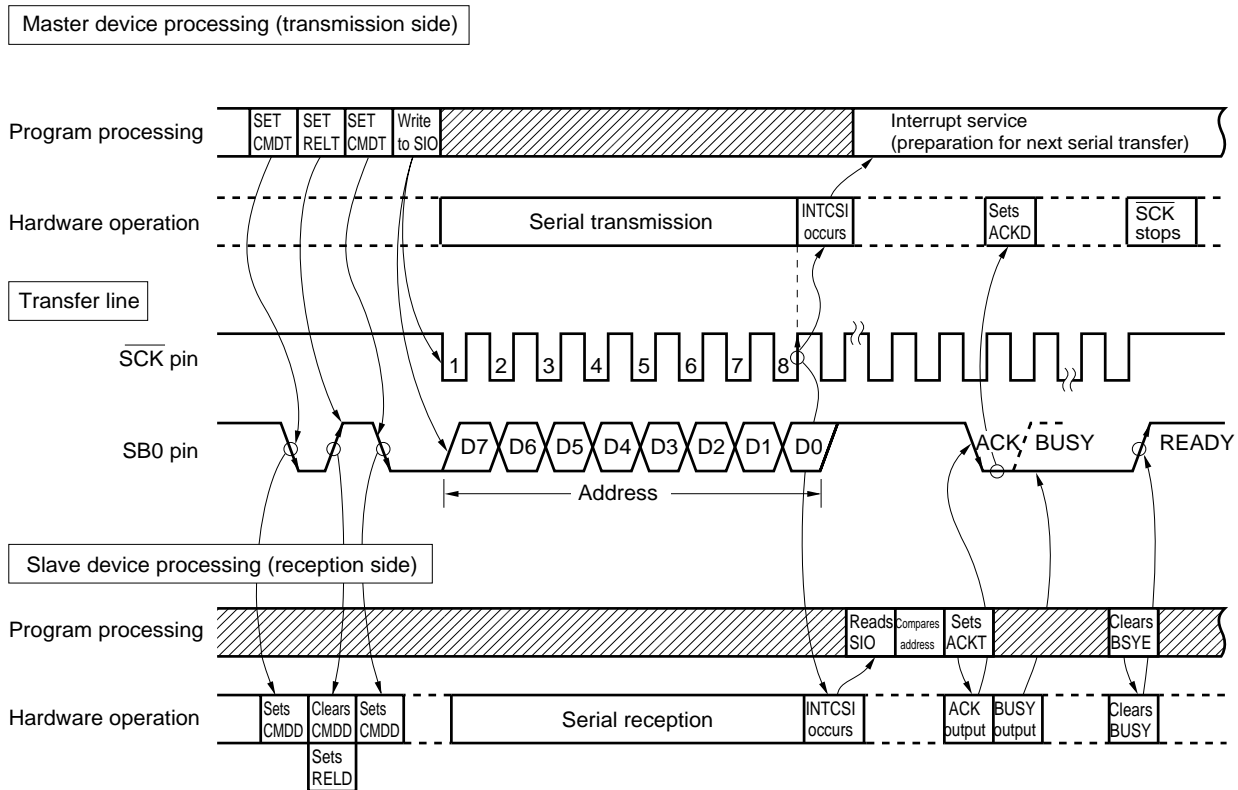 Master device processing (transmission side)
Program processing
SET CMDT
SET RELT
SET CMDT
Write to SIO
Interrupt service
(preparation for next serial transfer)
Hardware operation
Serial transmission
INTCSI occurs
Sets ACKD
SCK stops
Transfer line
SCK pin
1 2 3 4 5 6 7 8
SB0 pin
D7 D6 D5 D4 D3 D2 D1 D0
ACK BUSY READY
Address
Slave device processing (reception side)
Program processing
Reads SIO
Compares address
Sets ACKT
Clears BSYE
Hardware operation
Sets CMDD
Clears CMDD
Sets CMDD
Serial reception
INTCSI occurs
ACK output
BUSY output
Clears BUSY
Sets RELD